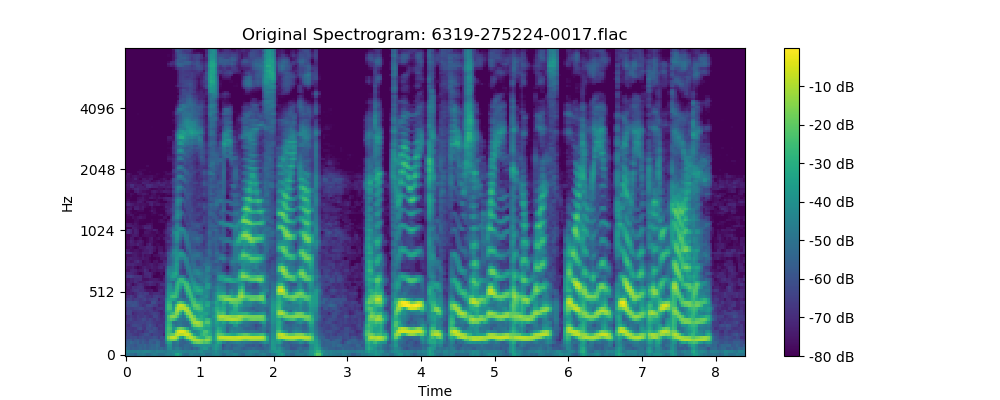 Original Spectrogram: 6319-275224-0017.flac
Hz
4096
2048
1024
512
0
0 1 2 3 4 5 6 7 8
Time
-10 dB
-20 dB
-30 dB
-40 dB
-50 dB
-60 dB
-70 dB
-80 dB